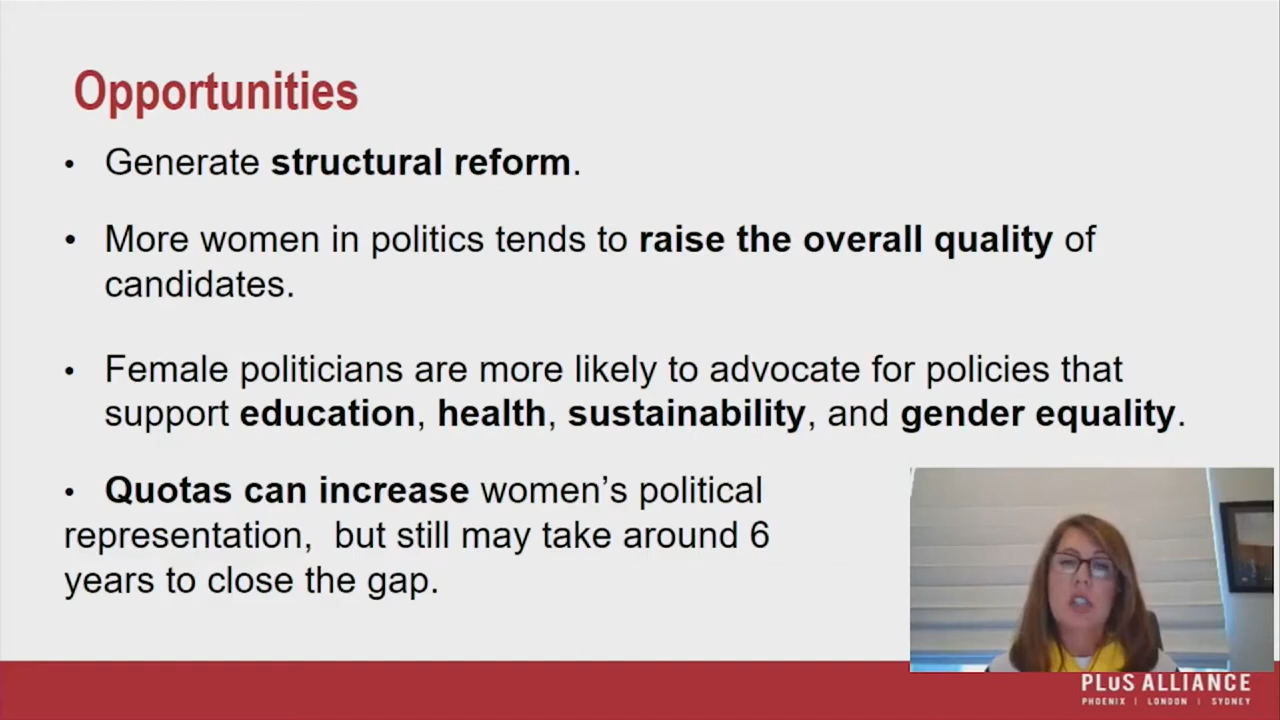 Opportunities
• Generate structural reform.
• More women in politics tends to raise the overall quality of
candidates.
• Female politicians are more likely to advocate for policies that
support education, health, sustainability, and gender equality.
• Quotas can increase women’s political
representation,  but still may take around 6
years to close the gap.
PLuS ALLIANCE
PHOENIX | LONDON | SYDNEY